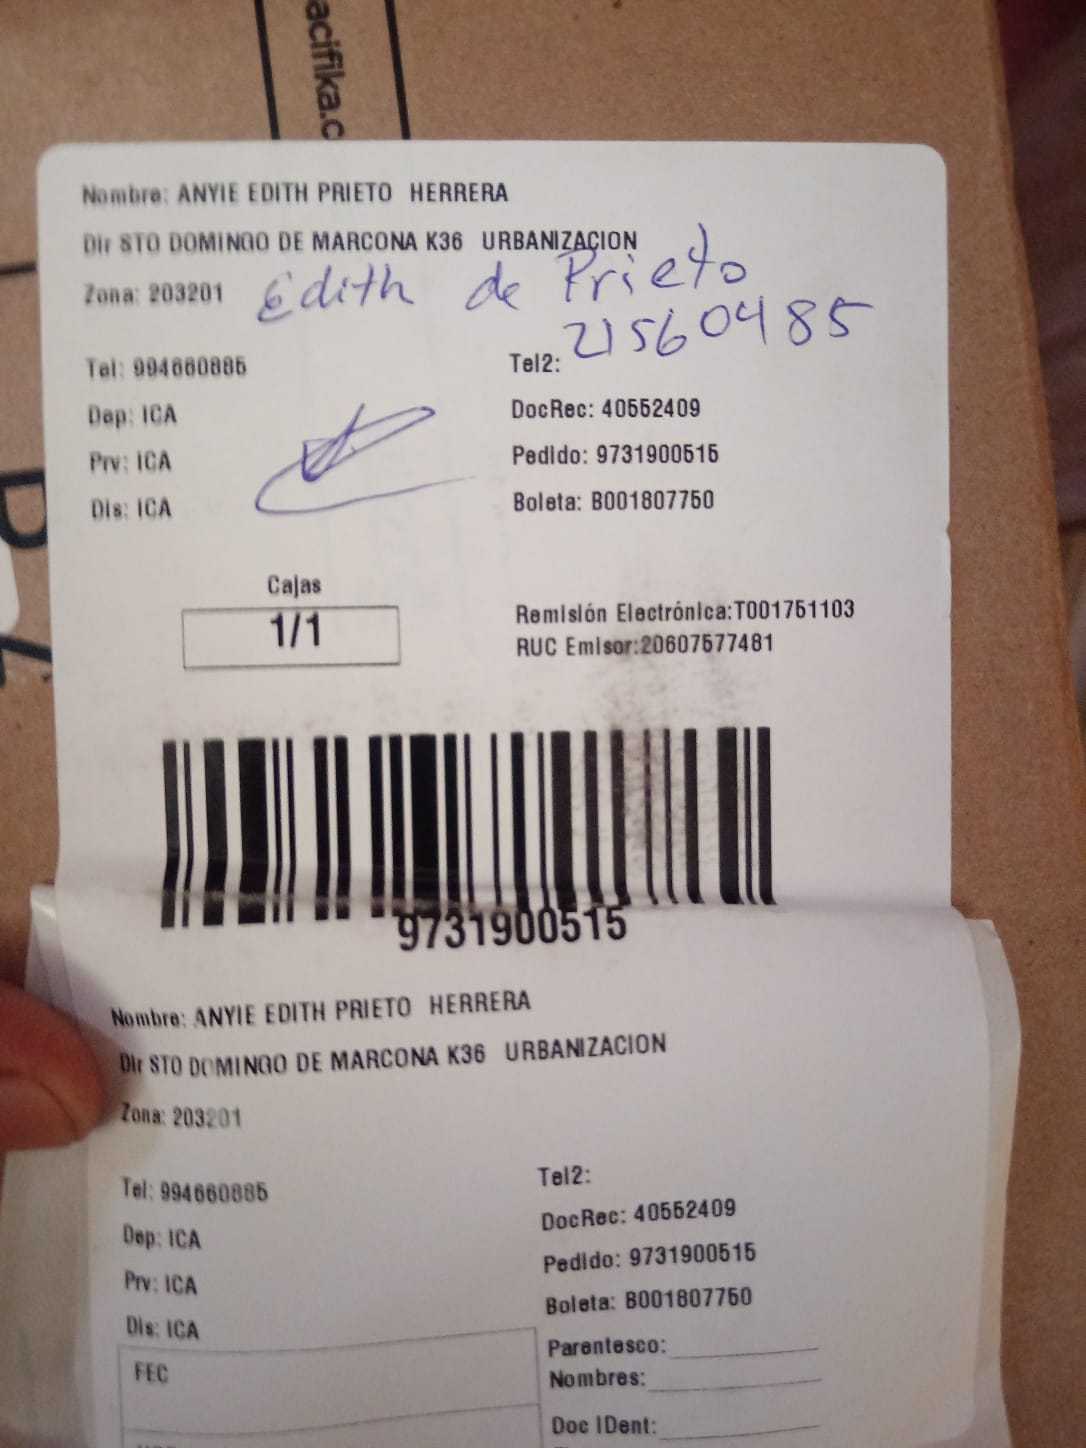 acifika.c
Nombre: ANYIE EDITH PRIETO HERRERA
Dir STO DOMINGO DE MARCONA K36 URBANIZACION
Zona: 203201
Edith de Prieto
21560485
Tel: 994660885 Tel2:
Dep: ICA DocRec: 40552409
Prv: ICA Pedido: 9731900515
Dis: ICA Boleta: B001807750
Cajas
1/1
Remisión Electrónica:T001751103
RUC Emisor:20607577481
9731900515
Nombre: ANYIE EDITH PRIETO HERRERA
Dir STO DOMINGO DE MARCONA K36 URBANIZACION
Zona: 203201
Tel: 994660885 Tel2:
Dep: ICA DocRec: 40552409
Prv: ICA Pedido: 9731900515
Dis: ICA Boleta: B001807750
FEC Parentesco:
Nombres:
Doc IDent: